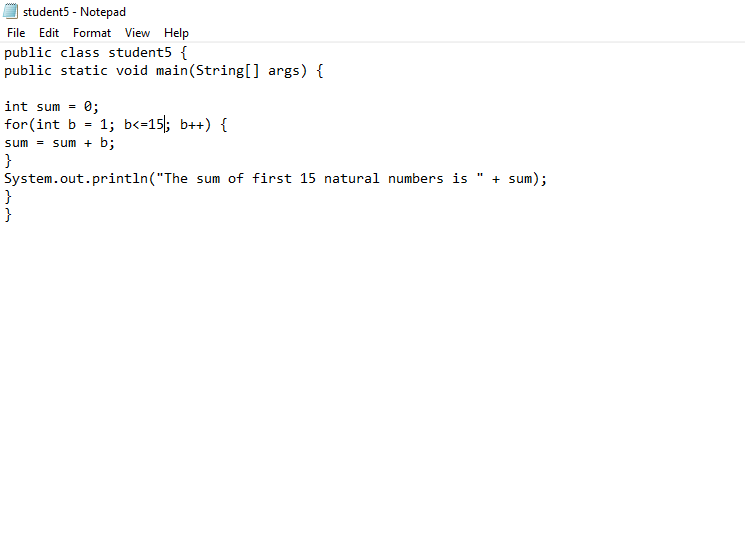 student5 - Notepad
File Edit Format View Help
public class student5 {
public static void main(String[] args) {
int sum = 0;
for(int b = 1; b<=15; b++) {
sum = sum + b;
}
System.out.println("The sum of first 15 natural numbers is " + sum);
}
}